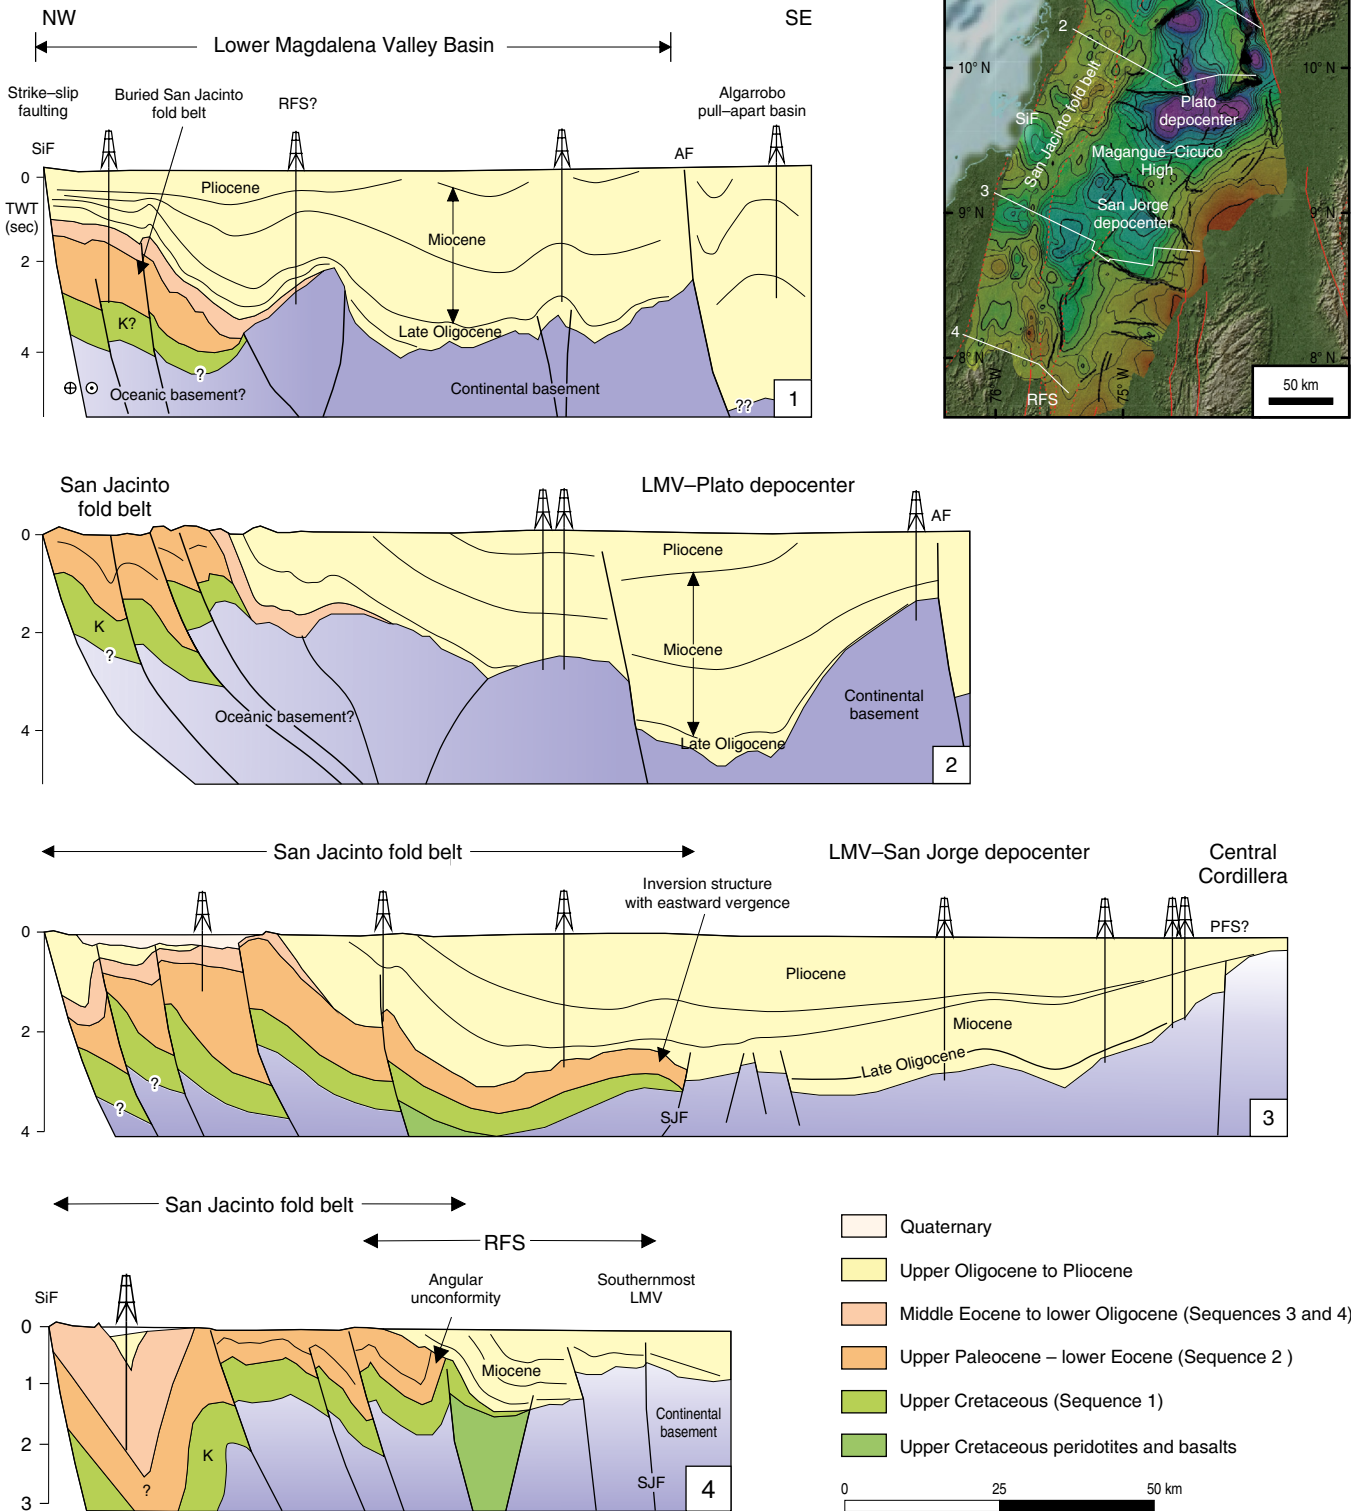 NW
SE
Lower Magdalena Valley Basin
Strike–slip
faulting
Buried San Jacinto
fold belt
RFS?
Algarrobo
pull–apart basin
SiF
AF
0
TWT
(sec)
2
4
Pliocene
Miocene
Late Oligocene
K?
?
Oceanic basement?
Continental basement
??
1
2
10° N
10° N
San Jacinto fold belt
SiF
Plato
depocenter
Magangué–Cicuco
High
3
9° N
9° N
San Jorge
depocenter
4
8° N
8° N
76° W
75° W
RFS
50 km
San Jacinto
fold belt
LMV–Plato depocenter
AF
0
2
4
Pliocene
Miocene
Late Oligocene
K
?
Oceanic basement?
Continental
basement
2
San Jacinto fold belt
LMV–San Jorge depocenter
Central
Cordillera
Inversion structure
with eastward vergence
PFS?
0
2
4
Pliocene
Miocene
Late Oligocene
?
?
SJF
3
San Jacinto fold belt
RFS
SiF
Angular
unconformity
Southernmost
LMV
0
1
2
3
Miocene
K
?
Continental
basement
SJF
4
Quaternary
Upper Oligocene to Pliocene
Middle Eocene to lower Oligocene (Sequences 3 and 4)
Upper Paleocene – lower Eocene (Sequence 2 )
Upper Cretaceous (Sequence 1)
Upper Cretaceous peridotites and basalts
0
25
50 km